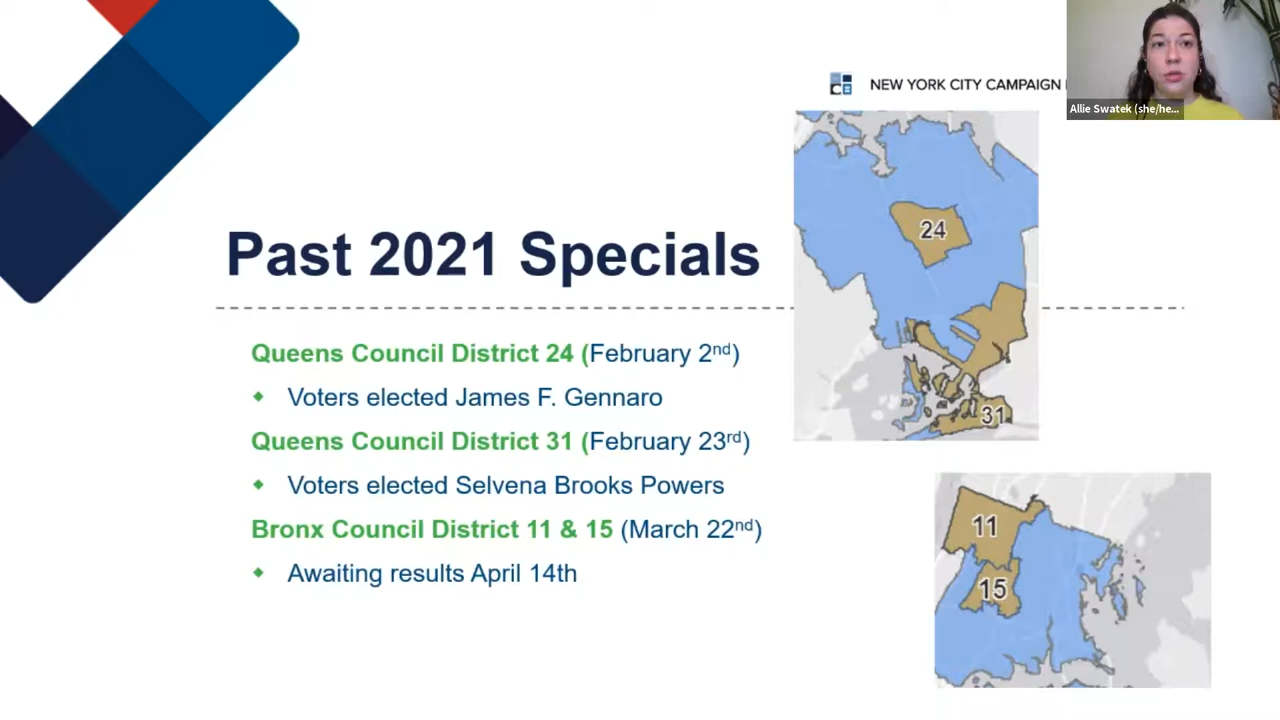 NEW YORK CITY CAMPAIGN
Allie Swatek (she/he...
24
Past 2021 Specials
Queens Council District 24 (February 2nd)
Voters elected James F. Gennaro
31
Queens Council District 31 (February 23rd)
Voters elected Selvena Brooks Powers
Bronx Council District 11 & 15 (March 22nd)
11
Awaiting results April 14th
15